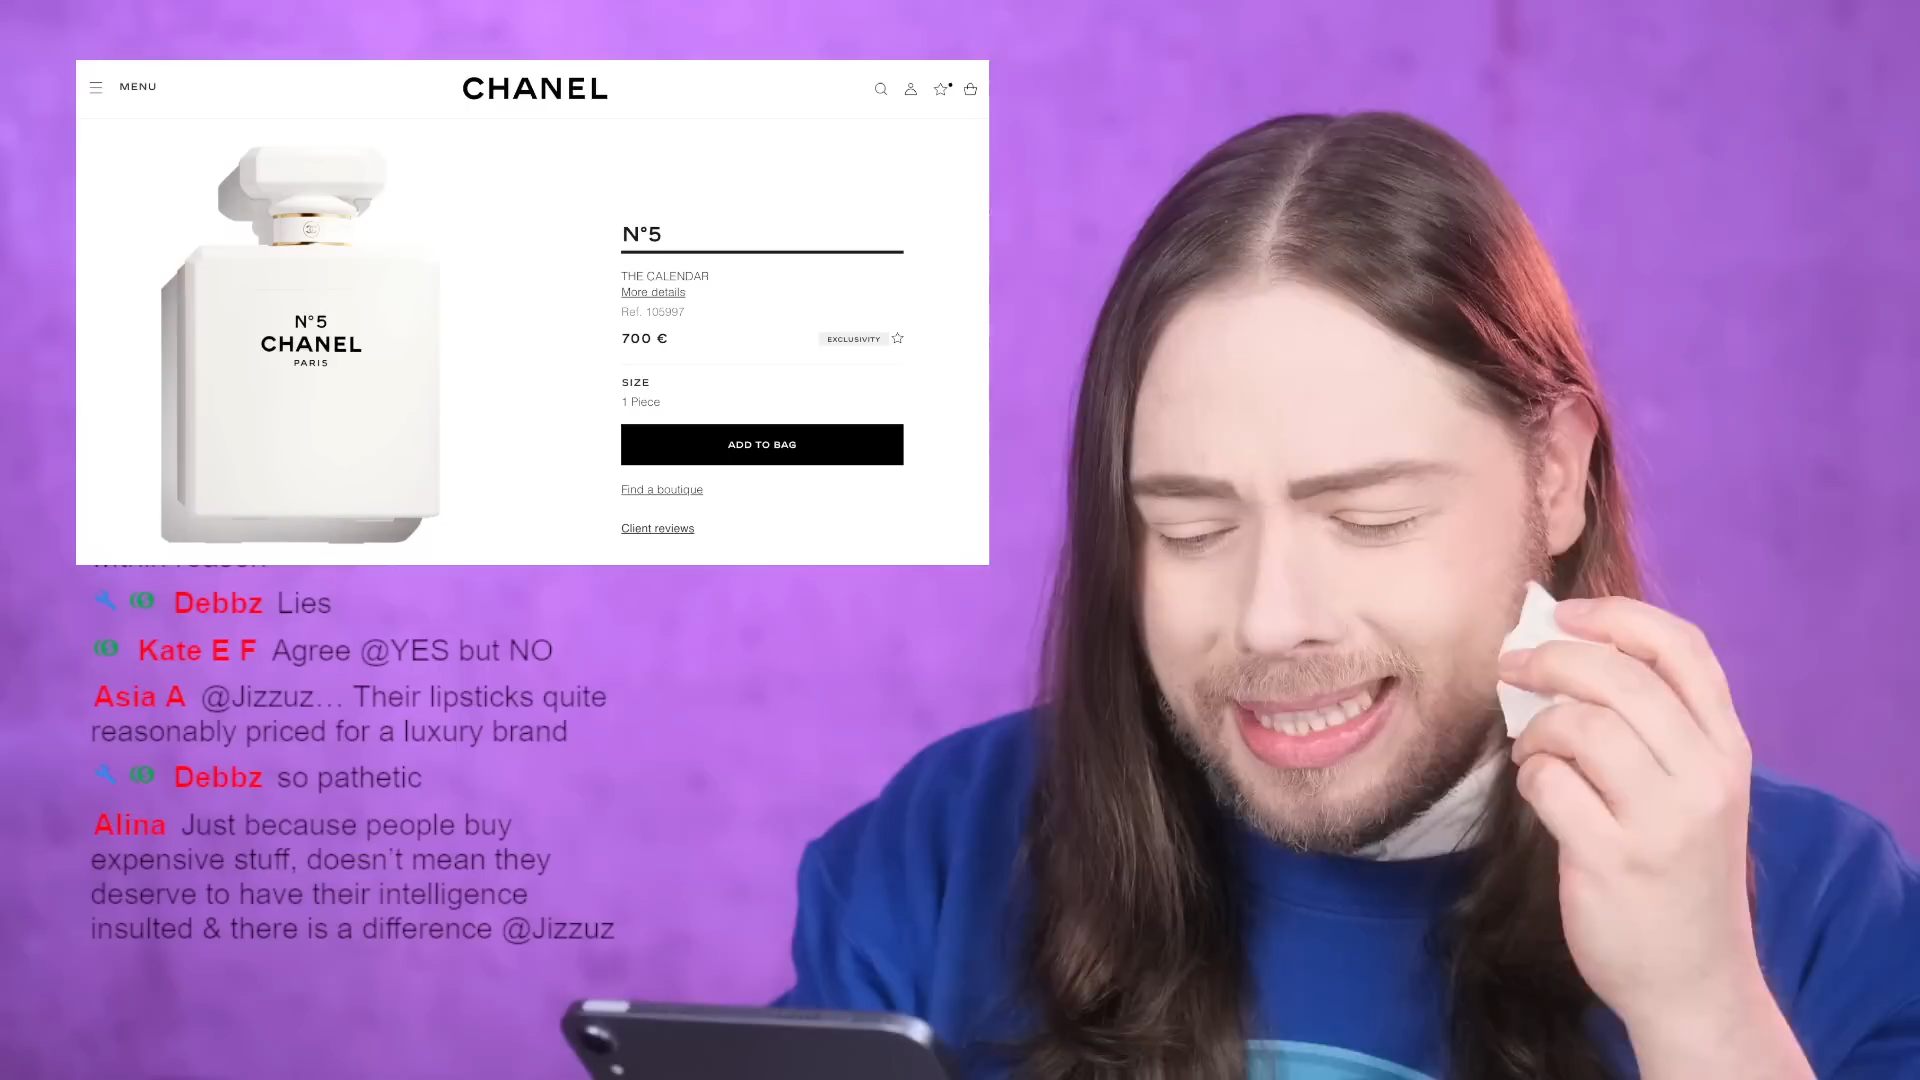 MENU
CHANEL
N°5
CHANEL
PARIS
N°5
THE CALENDAR
More details
Ref. 105997
700 €
EXCLUSIVITY
SIZE
1 Piece
ADD TO BAG
Find a boutique
Client reviews
Debbz Lies
Kate E F Agree @YES but NO
Asia A @Jizzuz... Their lipsticks quite
reasonably priced for a luxury brand
Debbz so pathetic
Alina Just because people buy
expensive stuff, doesn't mean they
deserve to have their intelligence
insulted & there is a difference @Jizzuz